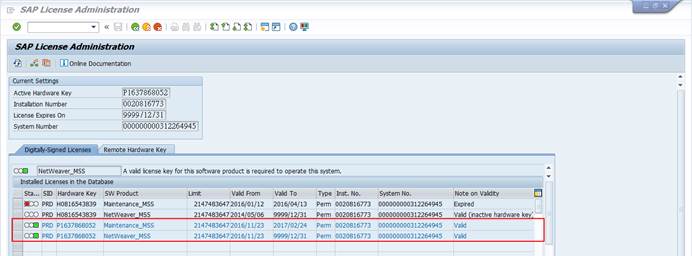 SAP License Administration
SAP License Administration
Online Documentation
Current Settings
Active Hardware Key P1637868052
Installation Number 0020816773
License Expires On 9999/12/31
System Number 000000000312264945
Digitally-Signed Licenses Remote Hardware Key
NetWeaver_MSS A valid license key for this software product is required to operate this system.
Installed Licenses in the Database
Sta... SID Hardware Key SW Product Limit Valid From Valid To Type Inst. No. System No. Note on Validity
PRD H0816543839 Maintenance_MSS 2147483647 2016/01/12 2016/04/13 Perm 0020816773 000000000312264945 Expired
PRD H0816543839 NetWeaver_MSS 2147483647 2014/05/06 9999/12/31 Perm 0020816773 000000000312264945 Valid (inactive hardware key)
PRD P1637868052 Maintenance_MSS 2147483647 2016/11/23 2017/02/24 Perm 0020816773 000000000312264945 Valid
PRD P1637868052 NetWeaver_MSS 2147483647 2016/11/23 9999/12/31 Perm 0020816773 000000000312264945 Valid